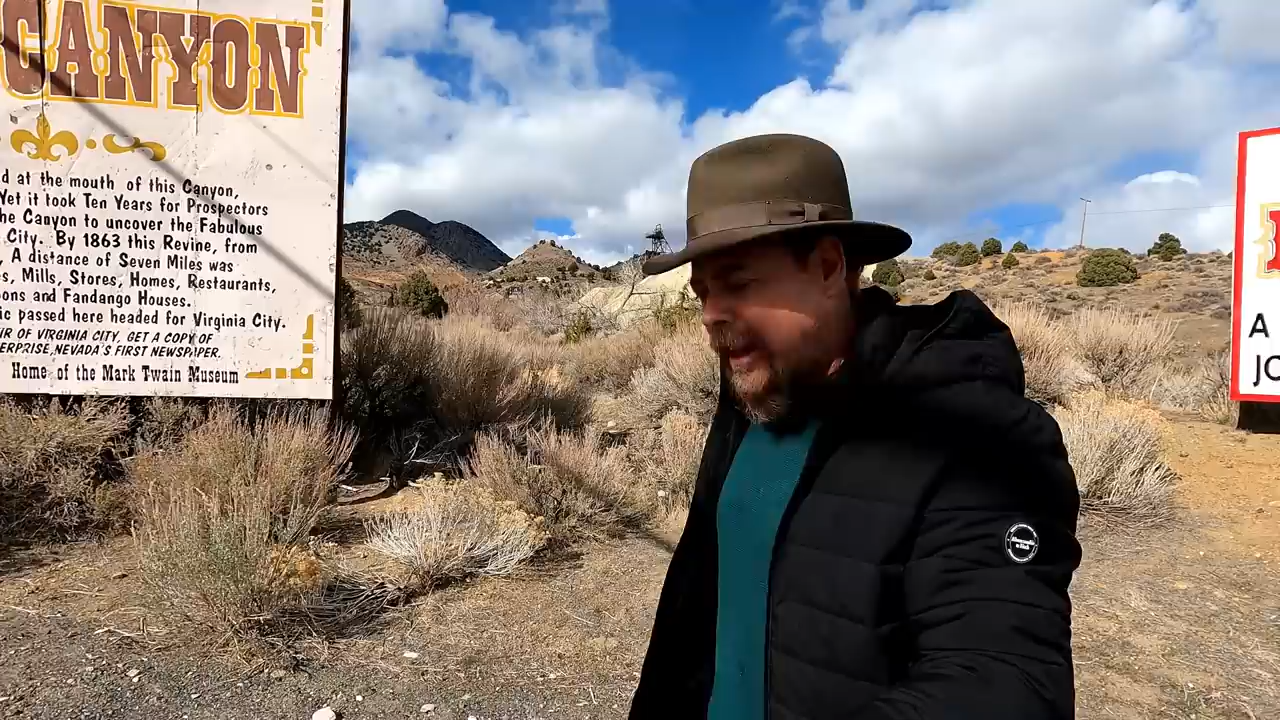 CANYON
d at the mouth of this Canyon,
Yet it took Ten Years for Prospectors
he Canyon to uncover the Fabulous
City. By 1863 this Revine, from
, A distance of Seven Miles was
s, Mills, Stores, Homes, Restaurants,
ons and Fandango Houses.
ic passed here headed for Virginia City.
IR OF VIRGINIA CITY, GET A COPY OF
ERPRISE, NEVADA'S FIRST NEWSPAPER.
Home of the Mark Twain Museum
A
JO
Abercrombie
& Fitch